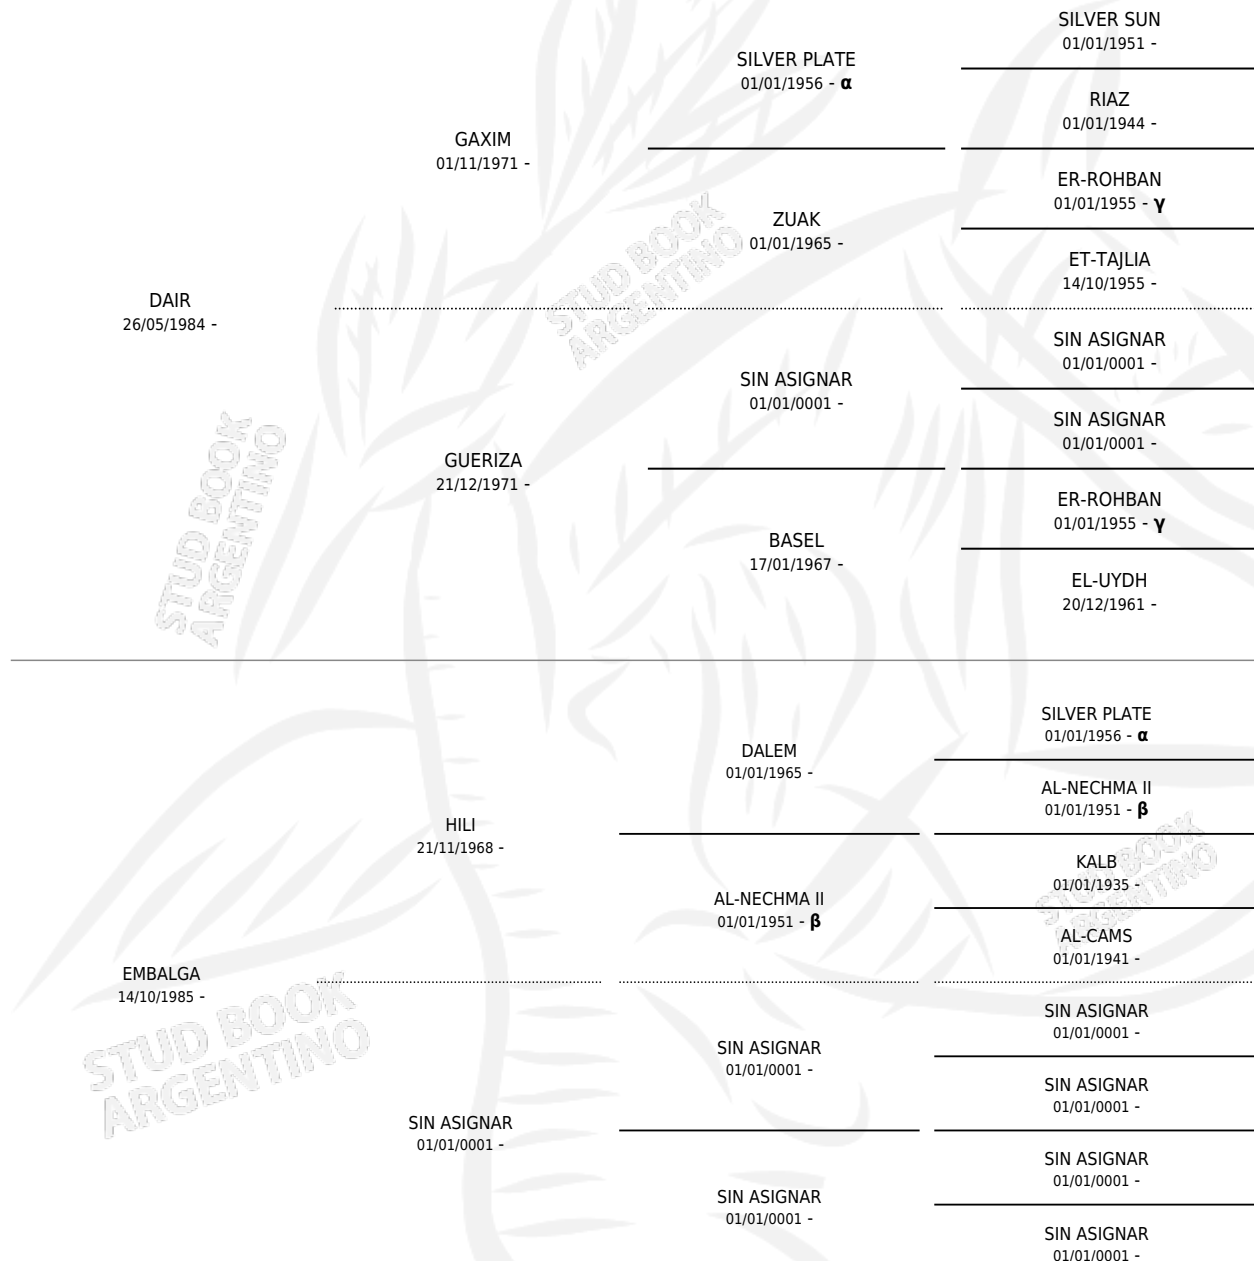 SILVER SUN
01/01/1951 -
SILVER PLATE
01/01/1956 - α
RIAZ
01/01/1944 -
GAXIM
01/11/1971 -
ER-ROHBAN
01/01/1955 - γ
ZUAK
01/01/1965 -
ET-TAJLIA
14/10/1955 -
DAIR
26/05/1984 -
SIN ASIGNAR
01/01/0001 -
SIN ASIGNAR
01/01/0001 -
SIN ASIGNAR
01/01/0001 -
GUERIZA
21/12/1971 -
ER-ROHBAN
01/01/1955 - γ
BASEL
17/01/1967 -
EL-UYDH
20/12/1961 -
SILVER PLATE
01/01/1956 - α
DALEM
01/01/1965 -
AL-NECHMA II
01/01/1951 - β
HILI
21/11/1968 -
KALB
01/01/1935 -
AL-NECHMA II
01/01/1951 - β
AL-CAMS
01/01/1941 -
EMBALGA
14/10/1985 -
SIN ASIGNAR
01/01/0001 -
SIN ASIGNAR
01/01/0001 -
SIN ASIGNAR
01/01/0001 -
SIN ASIGNAR
01/01/0001 -
SIN ASIGNAR
01/01/0001 -
SIN ASIGNAR
01/01/0001 -
SIN ASIGNAR
01/01/0001 -
STUD BOOK
ARGENTINO
STUD BOOK
ARGENTINO
STUD BOOK
ARGENTINO
STUD BOOK
ARGENTINO